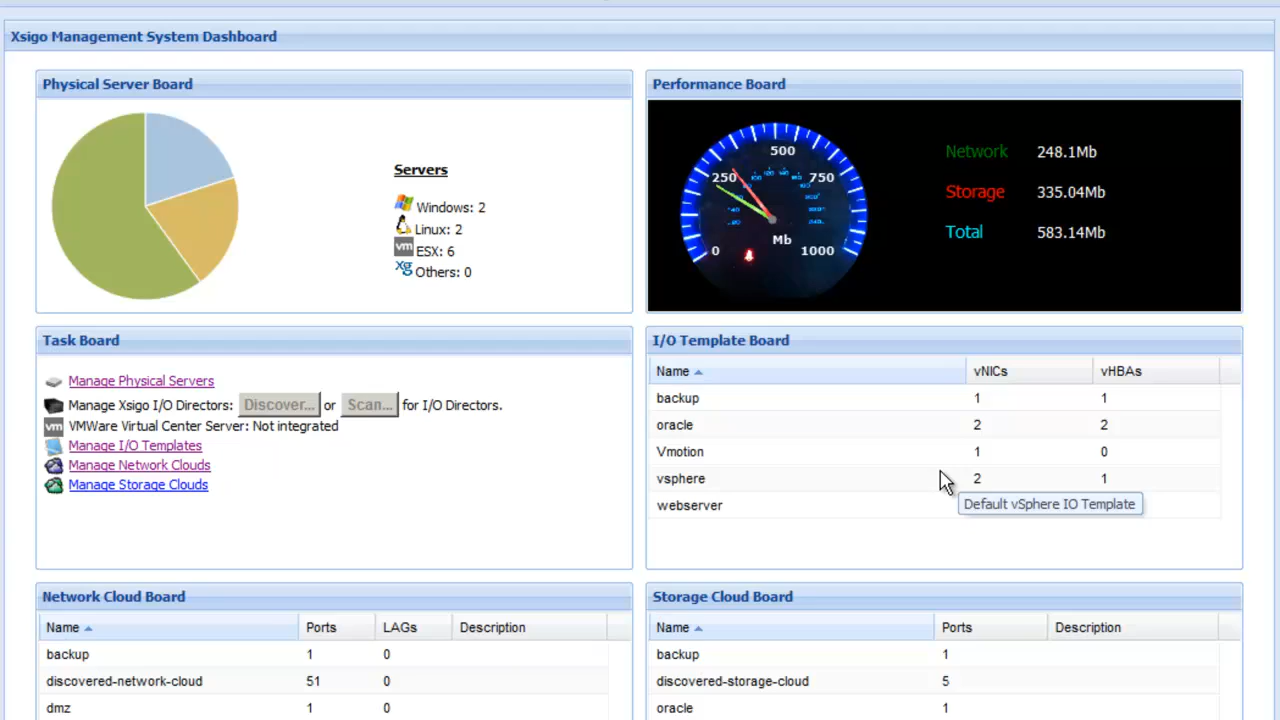 Xsigo Management System Dashboard
Physical Server Board
Servers
Windows: 2
Linux: 2
vm ESX: 6
xg Others: 0
Performance Board
0 250 500 750 1000
Mb
Network 248.1Mb
Storage 335.04Mb
Total 583.14Mb
Task Board
Manage Physical Servers
Manage Xsigo I/O Directors: Discover... or Scan... for I/O Directors.
vm VMWare Virtual Center Server: Not integrated
Manage I/O Templates
Manage Network Clouds
Manage Storage Clouds
I/O Template Board
Name vNICs vHBAs
backup 1 1
oracle 2 2
Vmotion 1 0
vsphere 2 1
Default vSphere IO Template
webserver
Network Cloud Board
Name Ports LAGs Description
backup 1 0
discovered-network-cloud 51 0
dmz 1 0
Storage Cloud Board
Name Ports Description
backup 1
discovered-storage-cloud 5
oracle 1